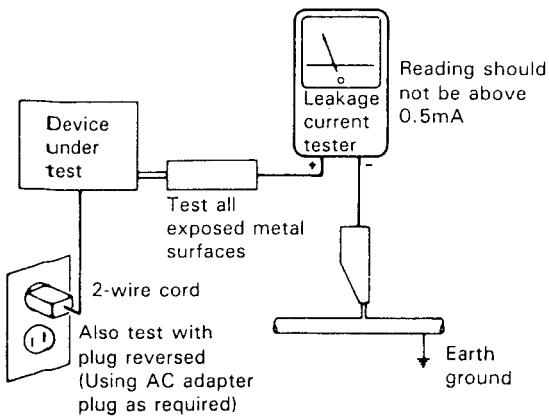 Device
under
test
Leakage
current
tester
+ -
Reading should
not be above
0.5mA
Test all
exposed metal
surfaces
2-wire cord
Also test with
plug reversed
(Using AC adapter
plug as required)
Earth
ground